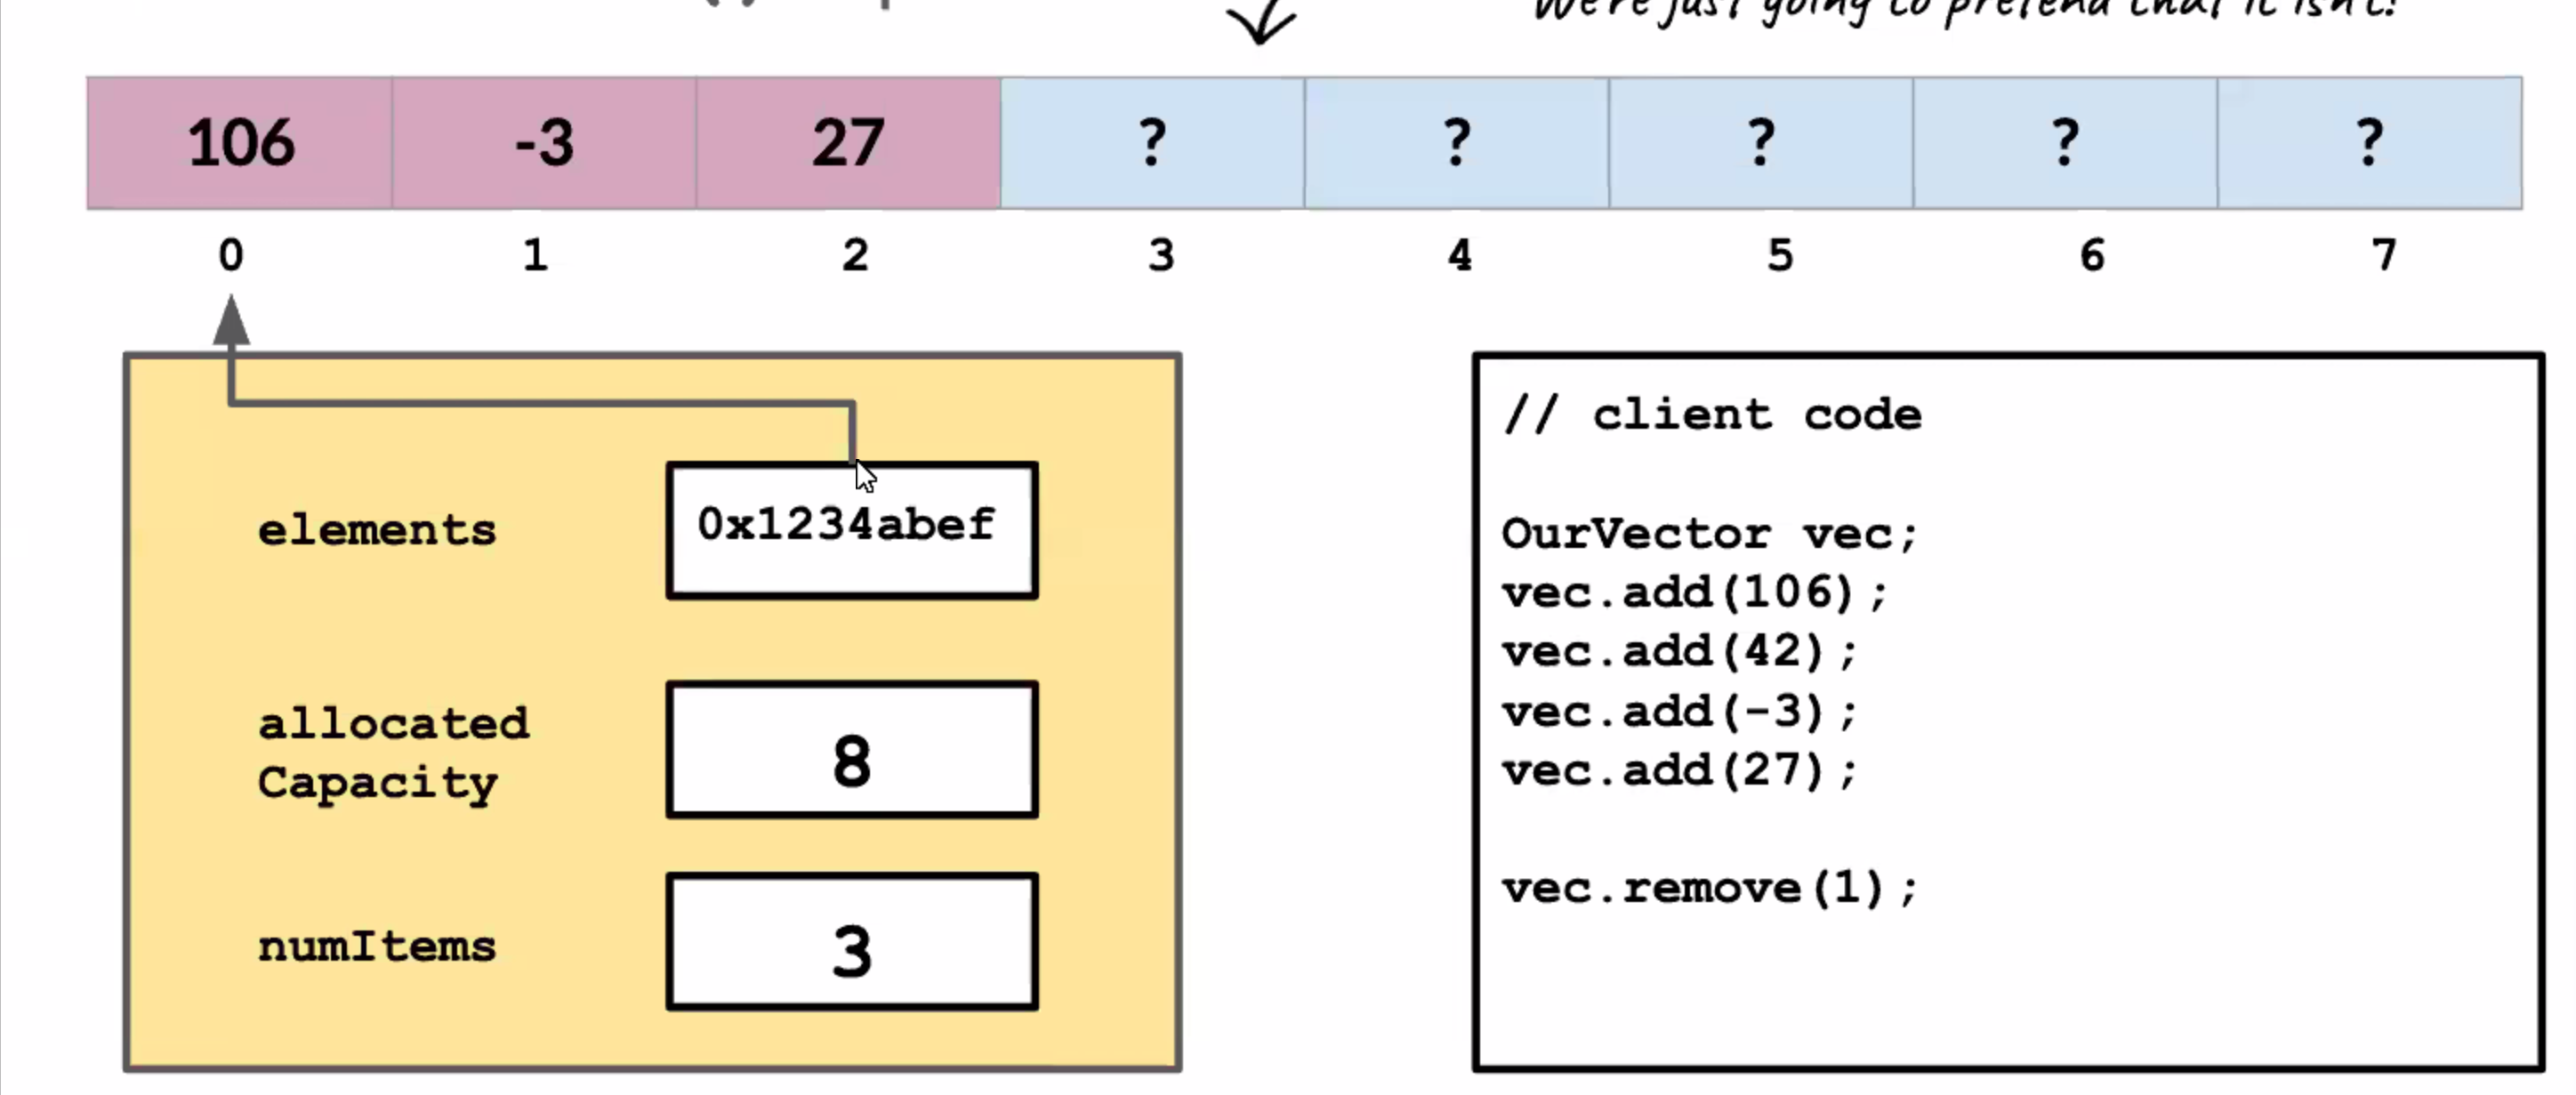 We're just going to pretend that it isn't!
106 -3 27 ? ? ? ? ?
0 1 2 3 4 5 6 7
elements 0x1234abef
allocated
Capacity 8
numItems 3
// client code
OurVector vec;
vec.add(106);
vec.add(42);
vec.add(-3);
vec.add(27);
vec.remove(1);